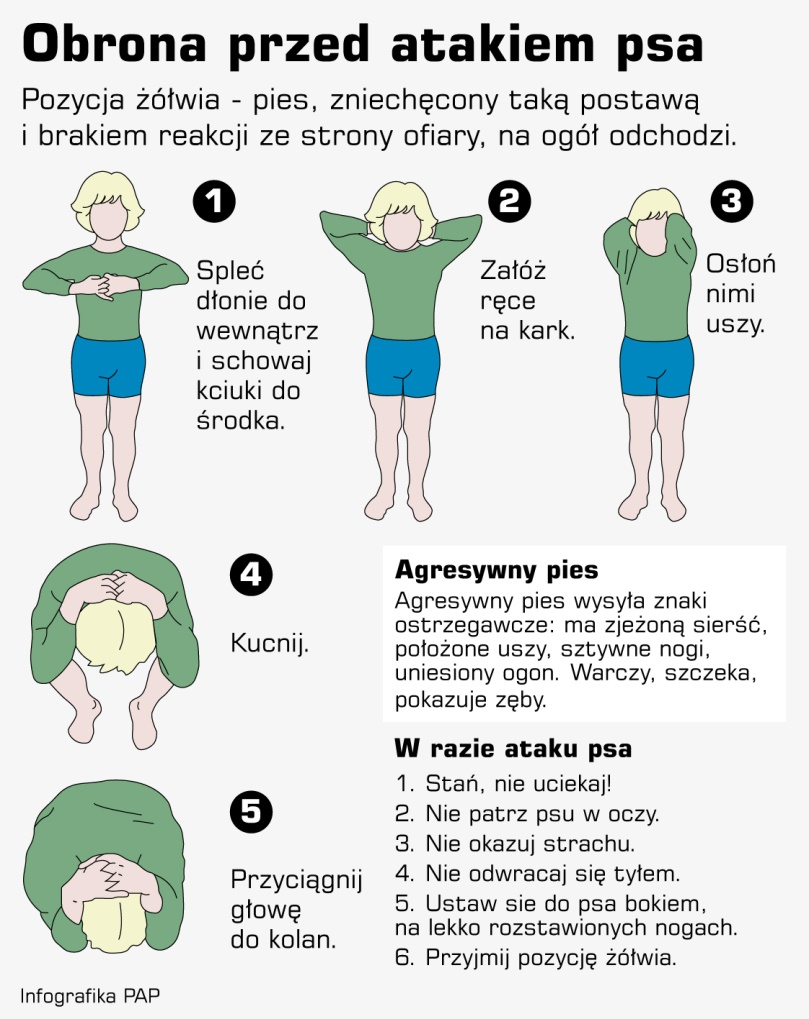 Obrona przed atakiem psa
Pozycja żółwia - pies, zniechęcony taką postawą
i brakiem reakcji ze strony ofiary, na ogół odchodzi.
1
Spleć
dłonie do
wewnątrz
i schowaj
kciuki do
środka.
2
Załóż
ręce
na kark.
3
Osłoń
nimi
uszy.
4
Kucnij.
5
Przyciągnij
głowę
do kolan.
Agresywny pies
Agresywny pies wysyła znaki
ostrzegawcze: ma zjeżoną sierść,
położone uszy, sztywne nogi,
uniesiony ogon. Warczy, szczeka,
pokazuje zęby.
W razie ataku psa
1. Stań, nie uciekaj!
2. Nie patrz psu w oczy.
3. Nie okazuj strachu.
4. Nie odwracaj się tyłem.
5. Ustaw sie do psa bokiem,
na lekko rozstawionych nogach.
6. Przyjmij pozycję żółwia.
Infografika PAP